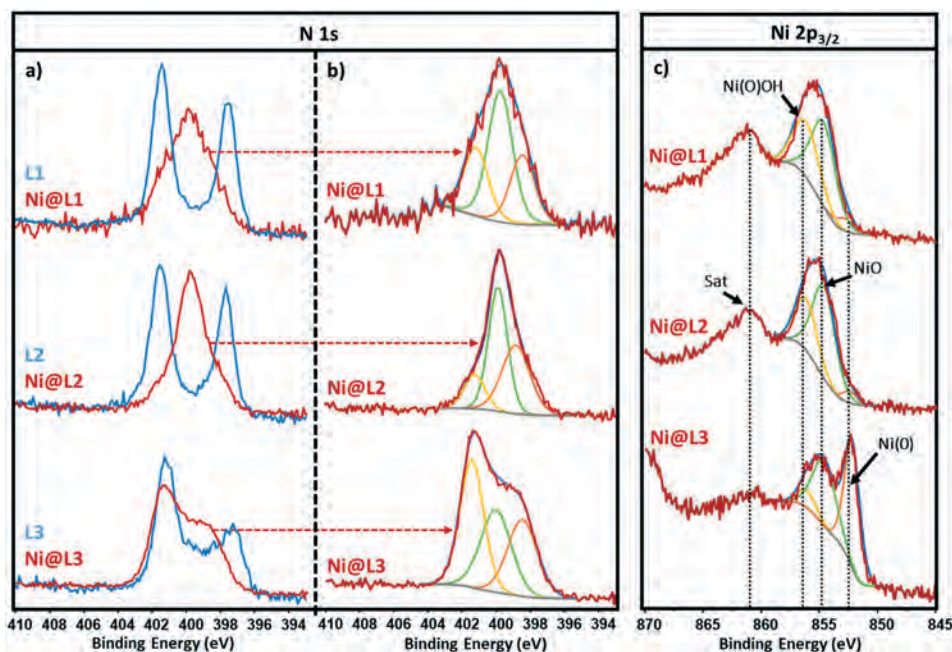 N 1s
Ni 2p3/2
a)
b)
c)
L1
Ni@L1
L2
Ni@L2
L3
Ni@L3
Ni@L1
Ni@L2
Ni@L3
Ni(O)OH
Ni@L1
Sat
NiO
Ni@L2
Ni@L3
Ni(0)
410 408 406 404 402 400 398 396 394
Binding Energy (eV)
410 408 406 404 402 400 398 396 394
Binding Energy (eV)
870 865 860 855 850 845
Binding Energy (eV)